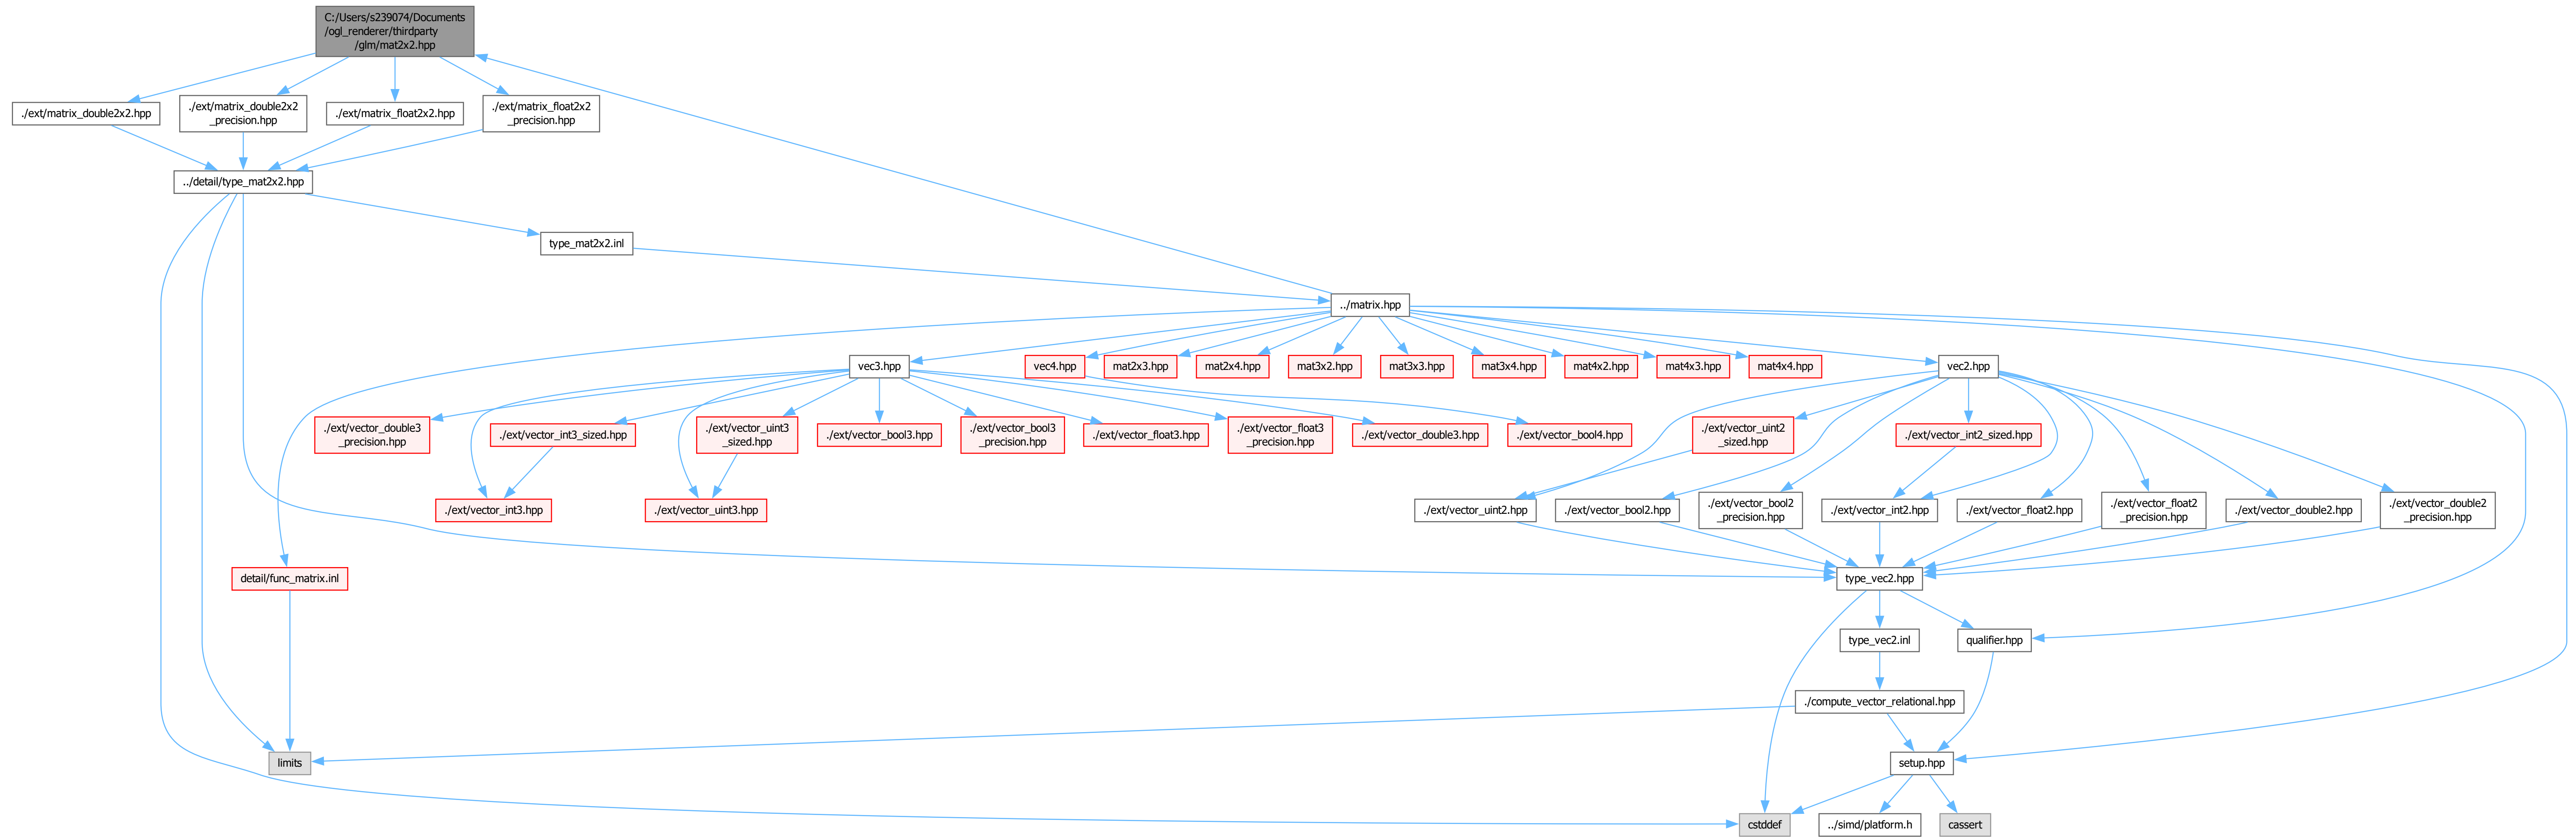 C:/Users/s239074/Documents
/ogl_renderer/thirdparty
/glm/mat2x2.hpp
./ext/matrix_double2x2.hpp
./ext/matrix_double2x2
_precision.hpp
./ext/matrix_float2x2.hpp
./ext/matrix_float2x2
_precision.hpp
../detail/type_mat2x2.hpp
type_mat2x2.inl
../matrix.hpp
vec3.hpp
vec4.hpp
mat2x3.hpp
mat2x4.hpp
mat3x2.hpp
mat3x3.hpp
mat3x4.hpp
mat4x2.hpp
mat4x3.hpp
mat4x4.hpp
vec2.hpp
./ext/vector_double3
_precision.hpp
./ext/vector_int3_sized.hpp
./ext/vector_uint3
_sized.hpp
./ext/vector_bool3.hpp
./ext/vector_bool3
_precision.hpp
./ext/vector_float3.hpp
./ext/vector_float3
_precision.hpp
./ext/vector_double3.hpp
./ext/vector_bool4.hpp
./ext/vector_uint2
_sized.hpp
./ext/vector_int2_sized.hpp
./ext/vector_int3.hpp
./ext/vector_uint3.hpp
./ext/vector_uint2.hpp
./ext/vector_bool2.hpp
./ext/vector_bool2
_precision.hpp
./ext/vector_int2.hpp
./ext/vector_float2.hpp
./ext/vector_float2
_precision.hpp
./ext/vector_double2.hpp
./ext/vector_double2
_precision.hpp
detail/func_matrix.inl
type_vec2.hpp
type_vec2.inl
qualifier.hpp
./compute_vector_relational.hpp
limits
setup.hpp
cstddef
../simd/platform.h
cassert